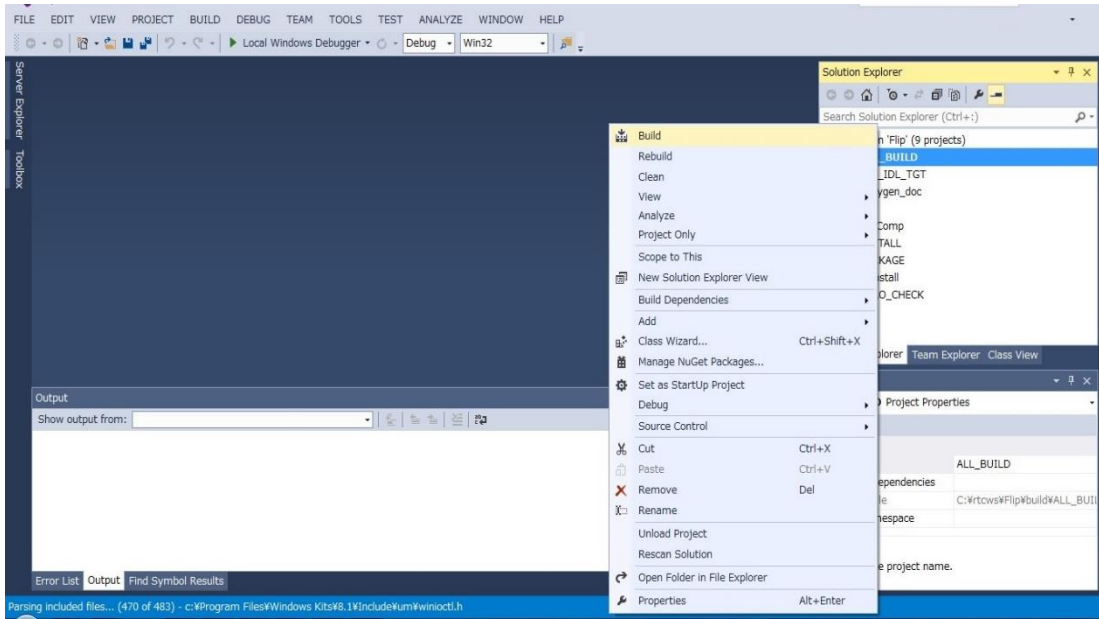 FILE EDIT VIEW PROJECT BUILD DEBUG TEAM TOOLS TEST ANALYZE WINDOW HELP
Local Windows Debugger Debug Win32
Server Explorer
Toolbox
Solution Explorer
Search Solution Explorer (Ctrl+:)
n 'Flip' (9 projects)
_BUILD
_IDL_TGT
ygen_doc
Comp
TALL
KAGE
stall
O_CHECK
plorer Team Explorer Class View
Build
Rebuild
Clean
View
Analyze
Project Only
Scope to This
New Solution Explorer View
Build Dependencies
Add
Class Wizard... Ctrl+Shift+X
Manage NuGet Packages...
Set as StartUp Project
Debug
Source Control
Cut Ctrl+X
Paste Ctrl+V
Remove Del
Rename
Unload Project
Rescan Solution
Open Folder in File Explorer
Properties Alt+Enter
Project Properties
ALL_BUILD
ependencies
le C:¥rtcws¥Flip¥build¥ALL_BUI
espace
e project name.
Output
Show output from:
Error List Output Find Symbol Results
Parsing included files... (470 of 483) - c:¥Program Files¥Windows Kits¥8.1¥Include¥um¥winioctl.h